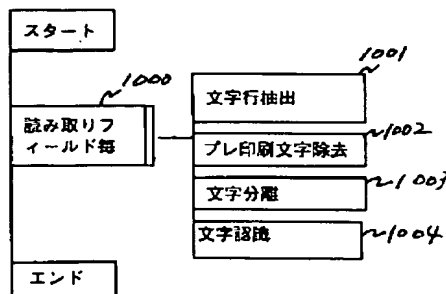 スタート
1000
読み取りフ
ィールド毎
1001
文字行抽出
1002
プレ印刷文字除去
1003
文字分離
1004
文字認識
エンド